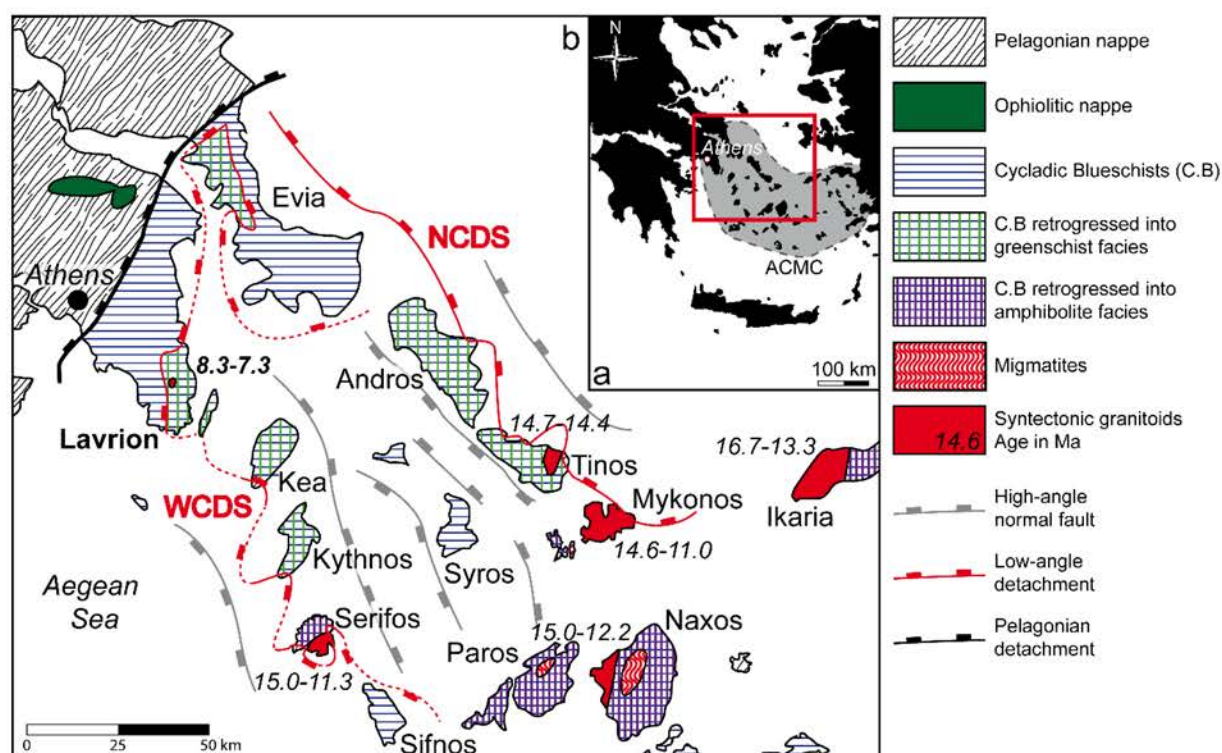 b
N
Athens
ACMC
100 km
a
Evia
NCDS
Athens
8.3-7.3
Andros
Lavrion
14.7-14.4
Tinos
16.7-13.3
Kea
Mykonos
Ikaria
WCDS
Kythnos
Syros
14.6-11.0
Aegean
Sea
Serifos
Naxos
15.0-12.2
Paros
15.0-11.3
Sifnos
0 25 50 km
Pelagonian nappe
Ophiolitic nappe
Cycladic Blueschists (C.B)
C.B retrogressed into
greenschist facies
C.B retrogressed into
amphibolite facies
Migmatites
Syntectonic granitoids
14.6 Age in Ma
High-angle
normal fault
Low-angle
detachment
Pelagonian
detachment